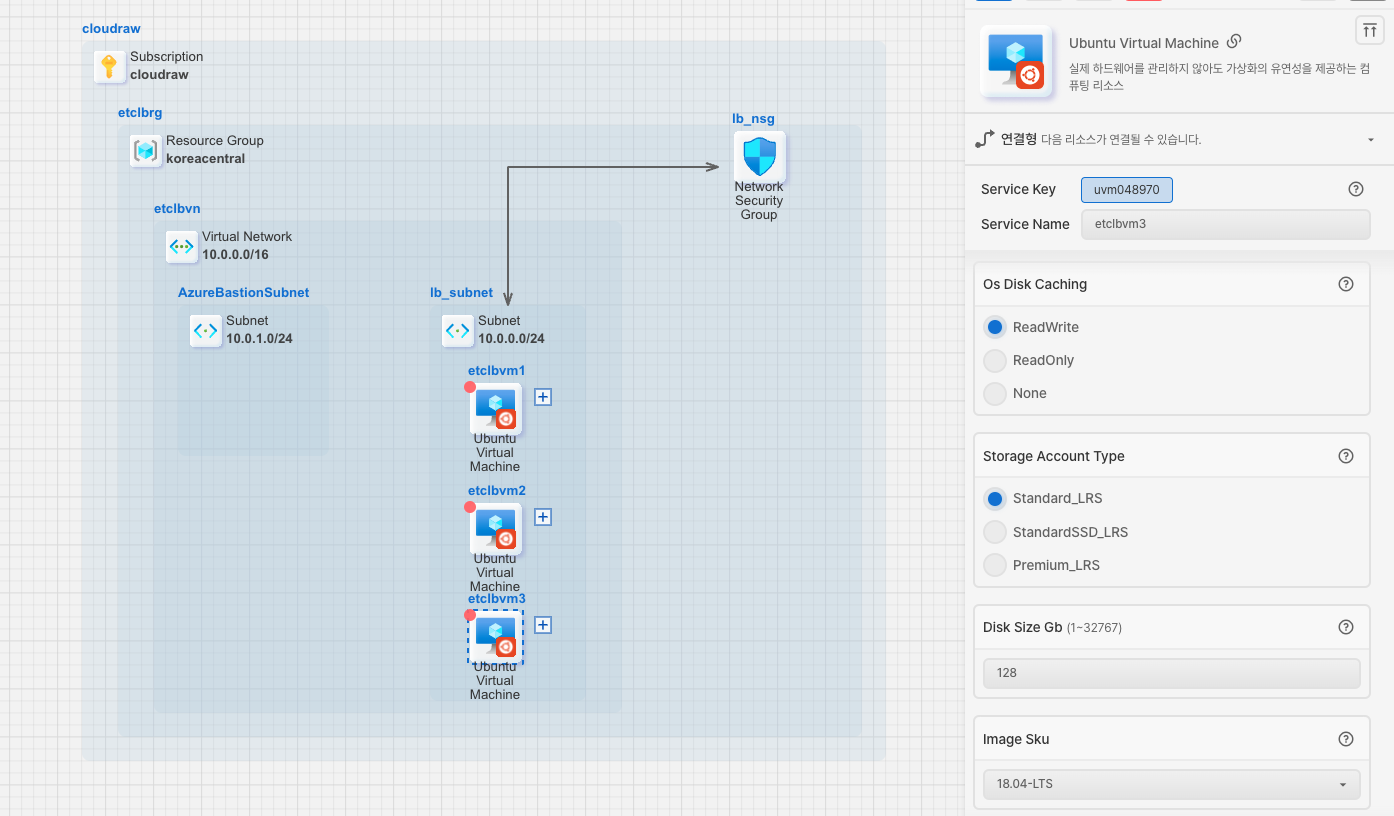 cloudraw
Subscription
cloudraw
etclbrg
Resource Group
koreacentral
lb_nsg
Network
Security
Group
etclbvn
Virtual Network
10.0.0.0/16
AzureBastionSubnet
Subnet
10.0.1.0/24
lb_subnet
Subnet
10.0.0.0/24
etclbvm1
Ubuntu
Virtual
Machine
etclbvm2
Ubuntu
Virtual
Machine
etclbvm3
Ubuntu
Virtual
Machine
Ubuntu Virtual Machine
실제 하드웨어를 관리하지 않아도 가상화의 유연성을 제공하는 컴
퓨팅 리소스
연결형 다음 리소스가 연결될 수 있습니다.
Service Key uvm048970
Service Name etclbvm3
Os Disk Caching
ReadWrite
ReadOnly
None
Storage Account Type
Standard_LRS
StandardSSD_LRS
Premium_LRS
Disk Size Gb (1~32767)
128
Image Sku
18.04-LTS